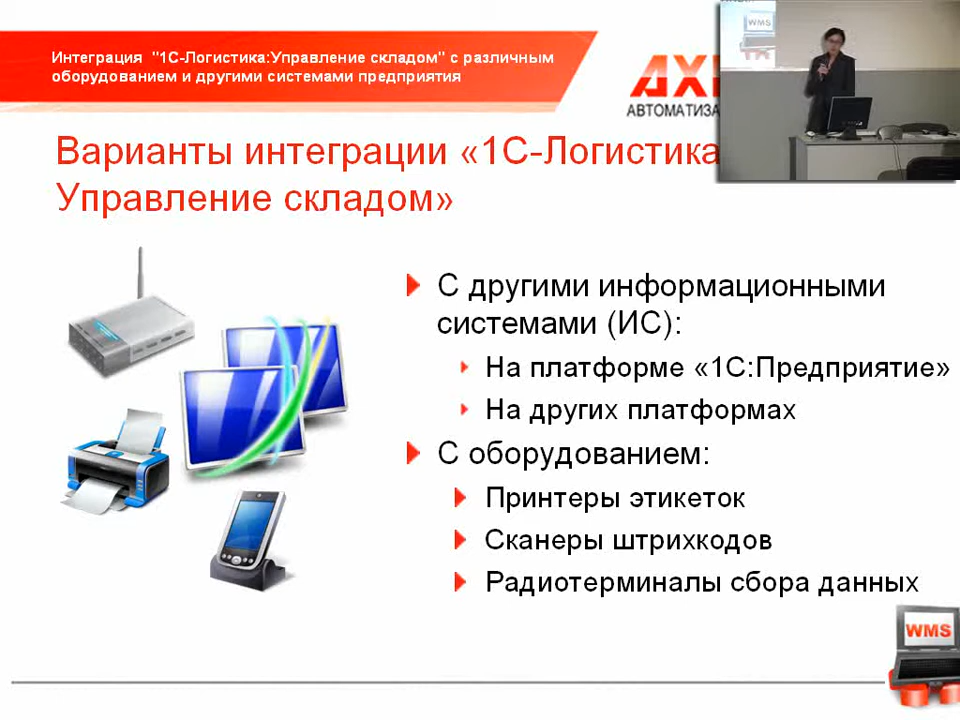 Интеграция "1С-Логистика:Управление складом" с различным
оборудованием и другими системами предприятия
WMS
Варианты интеграции «1С-Логистика
Управление складом»
С другими информационными
системами (ИС):
На платформе «1С:Предприятие»
На других платформах
С оборудованием:
Принтеры этикеток
Сканеры штрихкодов
Радиотерминалы сбора данных
WMS